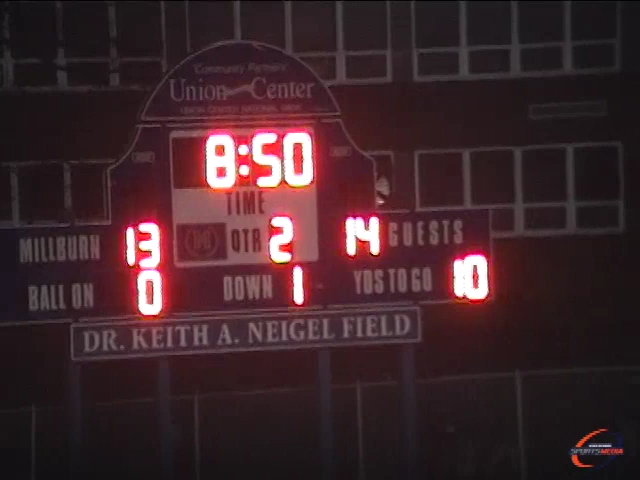 "Community Partners"
Union Center
UNION CENTER NATIONAL BANK
8:50
TIME
MILLBURN 13 QTR 2 14 GUESTS
BALL ON 0 DOWN 1 YDS TO GO 10
DR. KEITH A. NEIGEL FIELD
SPORTSMEDIA